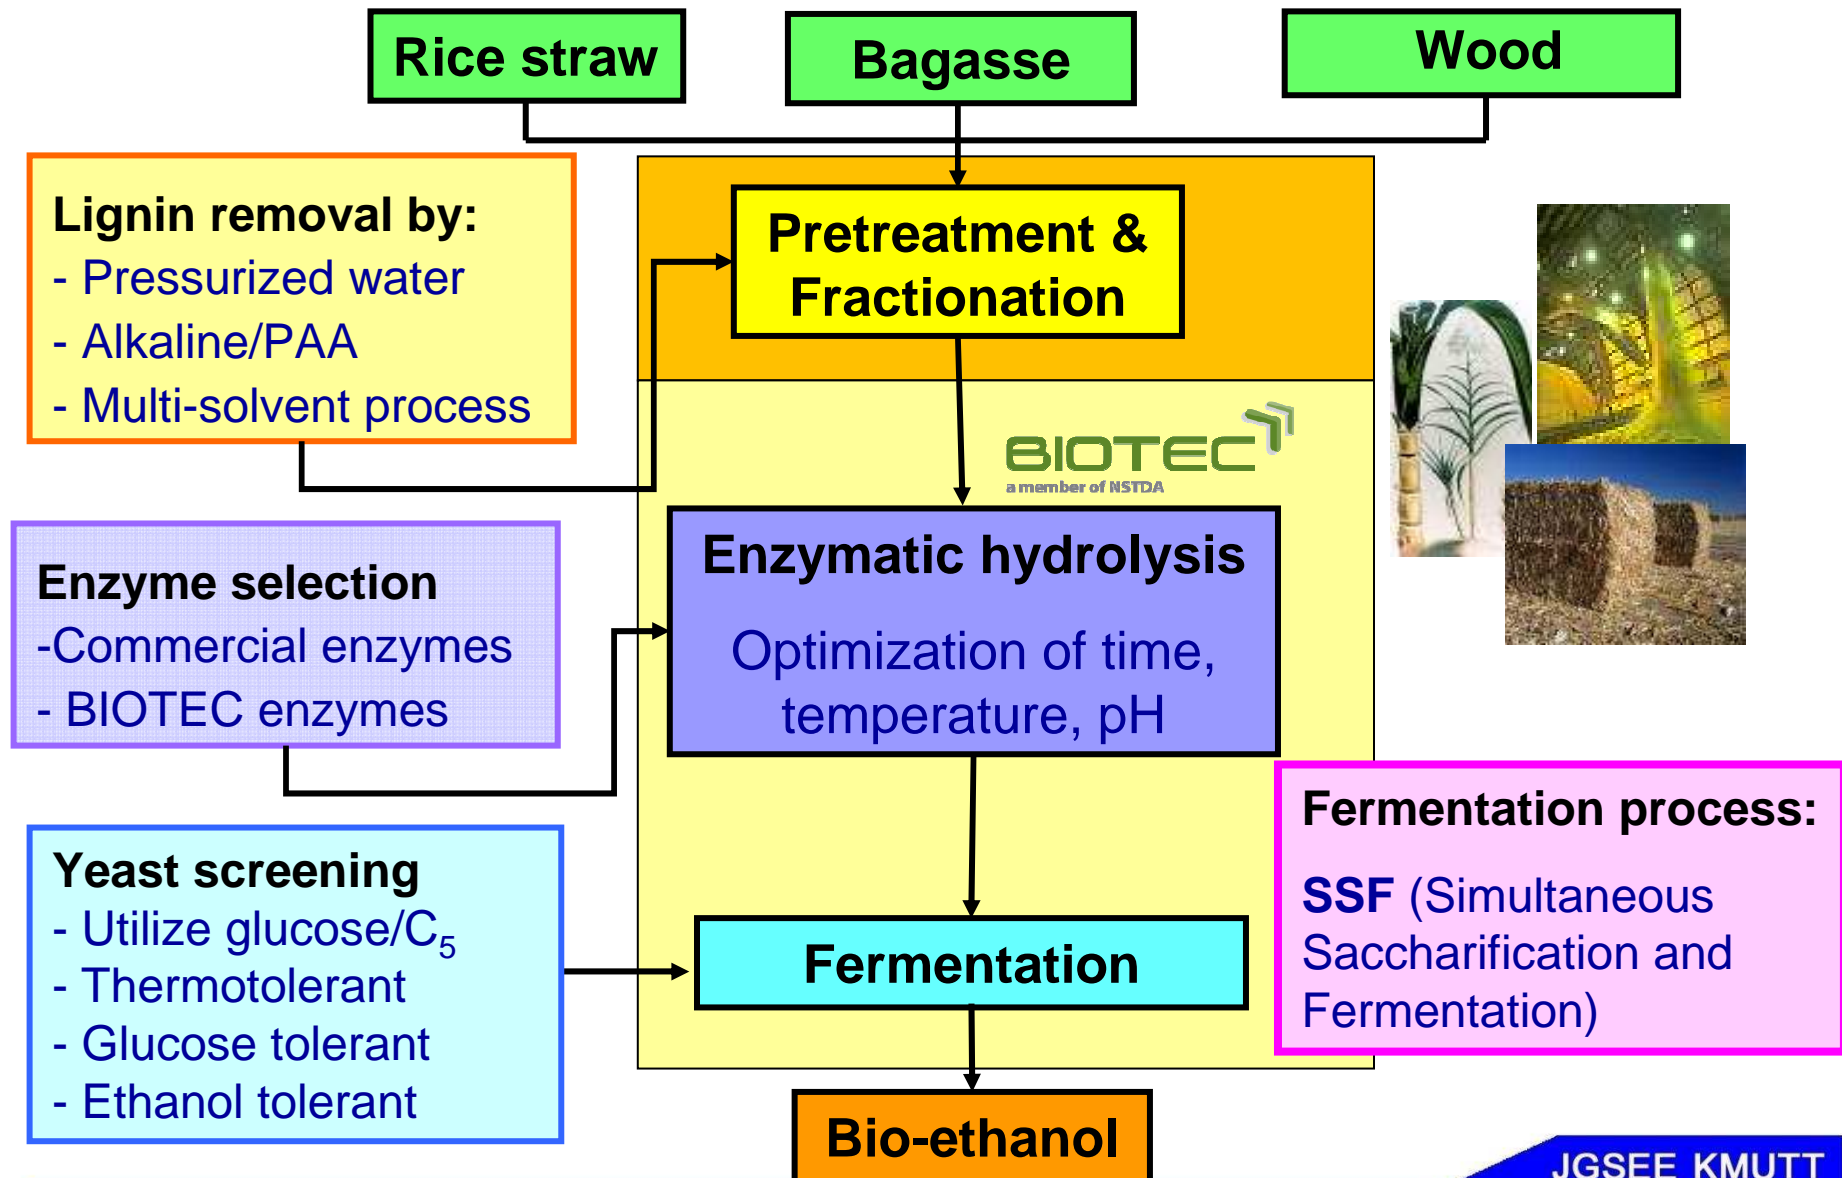 Rice straw
Bagasse
Wood
Lignin removal by:
- Pressurized water
- Alkaline/PAA
- Multi-solvent process
Pretreatment &
Fractionation
BIOTEC
a member of NSTDA
Enzyme selection
-Commercial enzymes
- BIOTEC enzymes
Enzymatic hydrolysis
Optimization of time,
temperature, pH
Yeast screening
- Utilize glucose/C5
- Thermotolerant
- Glucose tolerant
- Ethanol tolerant
Fermentation
Fermentation process:
SSF (Simultaneous
Saccharification and
Fermentation)
Bio-ethanol
JGSEE KMUTT